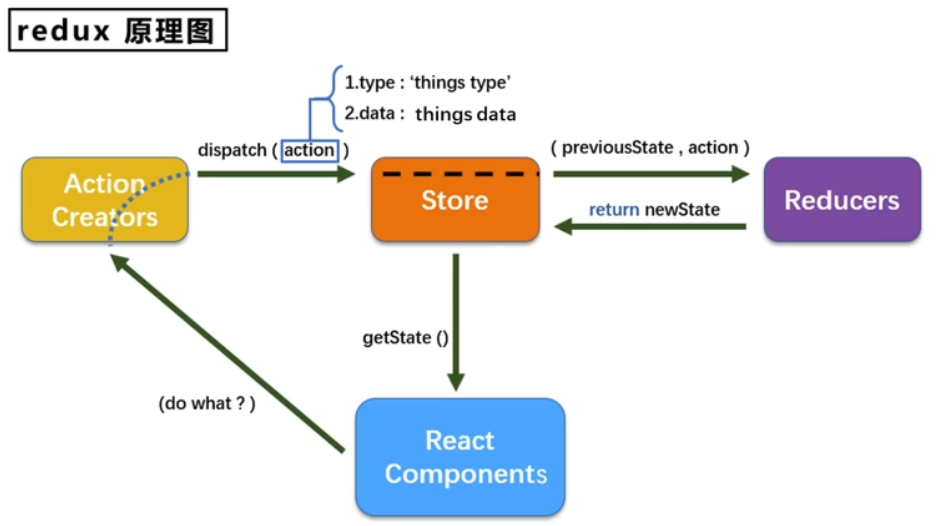 redux 原理图
1.type : ‘things type’
2.data : things data
dispatch ( action )
( previousState , action )
Action
Creators
Store
Reducers
return newState
getState ()
(do what ? )
React
Components